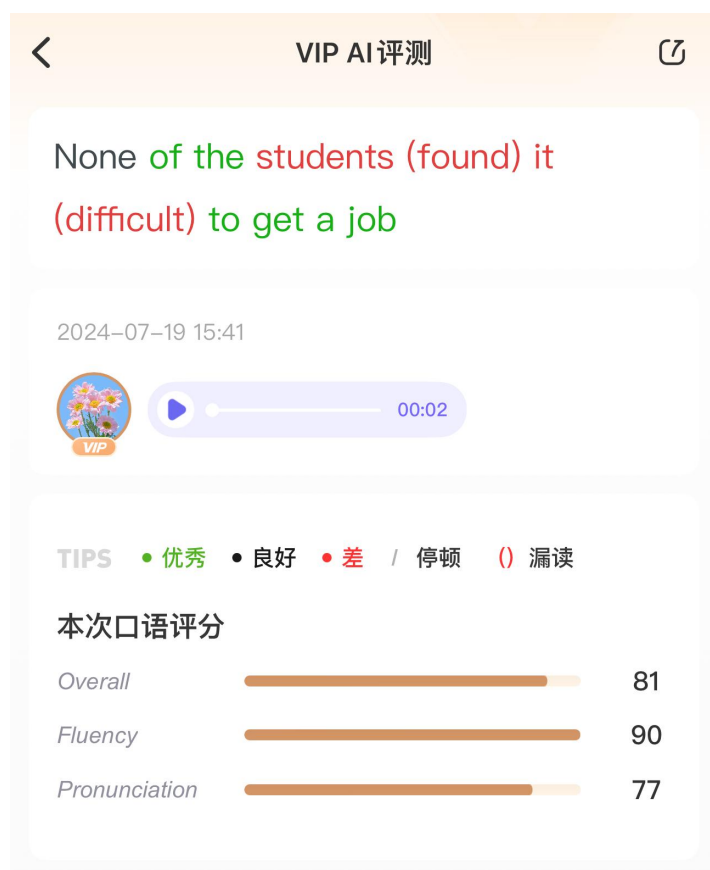 VIP AI评测
None of the students (found) it
(difficult) to get a job
2024-07-19 15:41
00:02
VIP
TIPS • 优秀 • 良好 • 差 / 停顿 () 漏读
本次口语评分
Overall 81
Fluency 90
Pronunciation 77